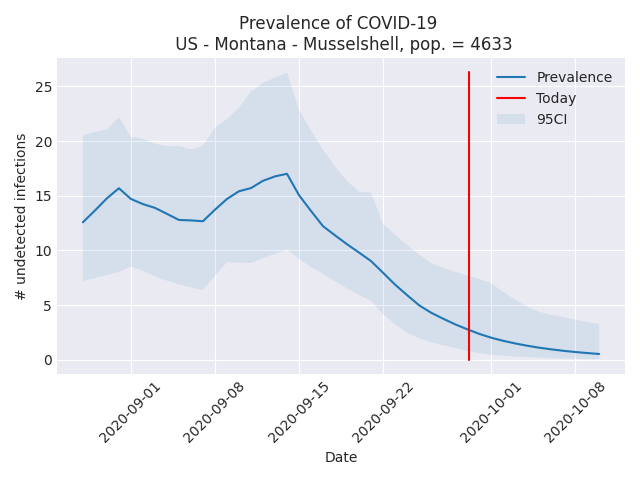 Prevalence of COVID-19
US - Montana - Musselshell, pop. = 4633
# undetected infections
25
20
15
10
5
0
Prevalence
Today
95CI
2020-09-01
2020-09-08
2020-09-15
2020-09-22
2020-10-01
2020-10-08
Date